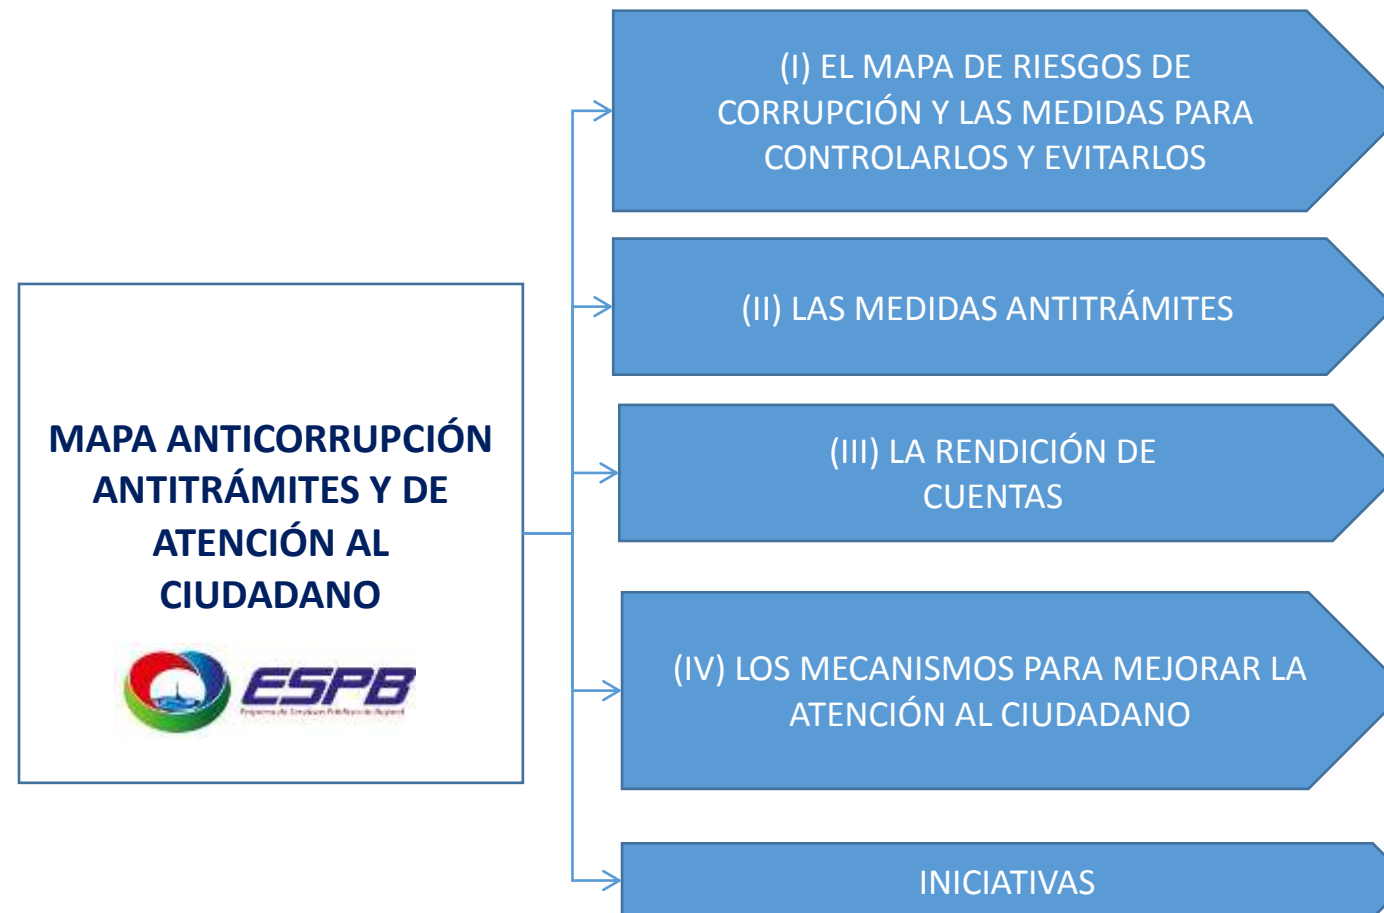 (I) EL MAPA DE RIESGOS DE
CORRUPCIÓN Y LAS MEDIDAS PARA
CONTROLARLOS Y EVITARLOS
(II) LAS MEDIDAS ANTITRÁMITES
MAPA ANTICORRUPCIÓN
ANTITRÁMITES Y DE
ATENCIÓN AL
CIUDADANO
ESPB
(III) LA RENDICIÓN DE
CUENTAS
(IV) LOS MECANISMOS PARA MEJORAR LA
ATENCIÓN AL CIUDADANO
INICIATIVAS